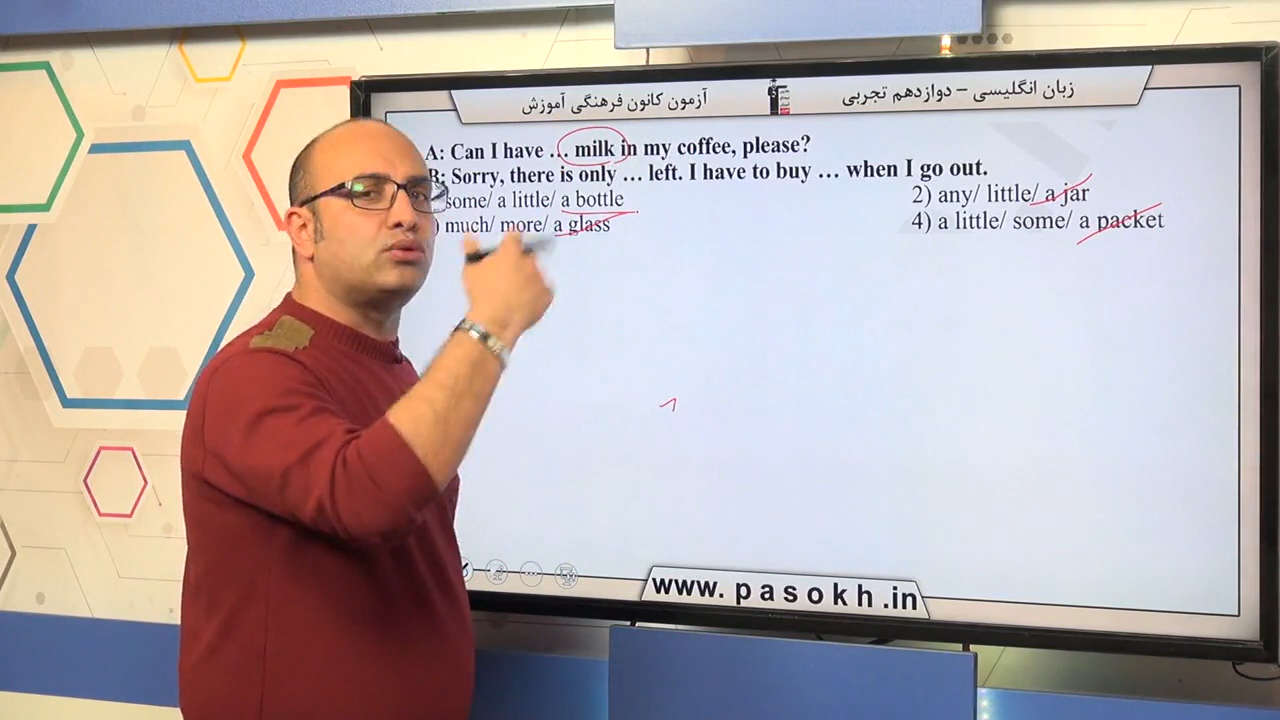 زبان انگلیسی – دوازدهم تجربی
آزمون کانون فرهنگی آموزش
A: Can I have … milk in my coffee, please?
B: Sorry, there is only … left. I have to buy … when I go out.
some/ a little/ a bottle
2) any/ little/ a jar
) much/ more/ a glass
4) a little/ some/ a packet
www.pasokh.in